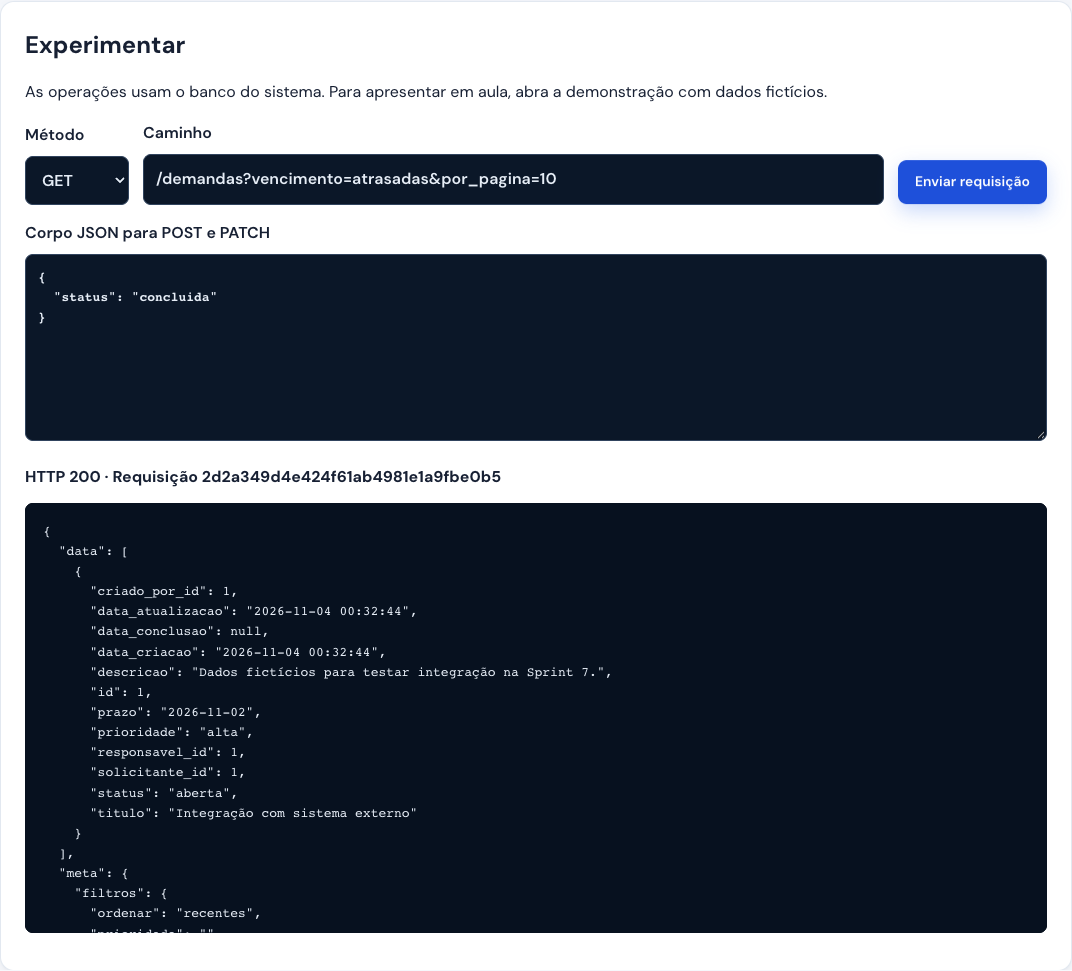 Experimentar
As operações usam o banco do sistema. Para apresentar em aula, abra a demonstração com dados fictícios.
Método
Caminho
GET
/demandas?vencimento=atrasadas&por_pagina=10
Enviar requisição
Corpo JSON para POST e PATCH
{
  "status": "concluida"
}
HTTP 200 · Requisição 2d2a349d4e424f61ab4981e1a9fbe0b5
{
  "data": [
    {
      "criado_por_id": 1,
      "data_atualizacao": "2026-11-04 00:32:44",
      "data_conclusao": null,
      "data_criacao": "2026-11-04 00:32:44",
      "descricao": "Dados fictícios para testar integração na Sprint 7.",
      "id": 1,
      "prazo": "2026-11-02",
      "prioridade": "alta",
      "responsavel_id": 1,
      "solicitante_id": 1,
      "status": "aberta",
      "titulo": "Integração com sistema externo"
    }
  ],
  "meta": {
    "filtros": {
      "ordenar": "recentes",